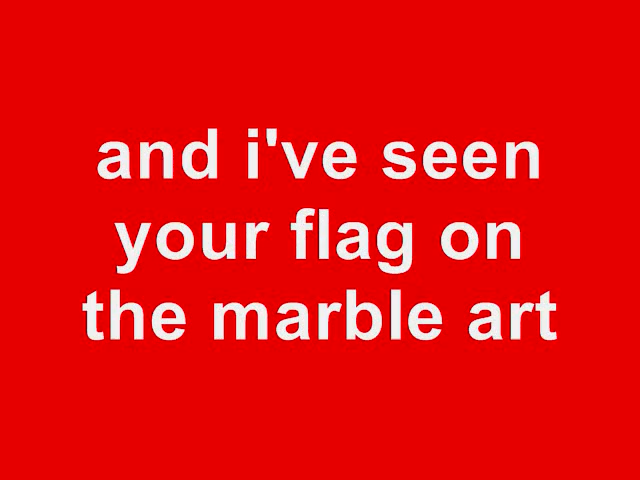 and i've seen
your flag on
the marble art